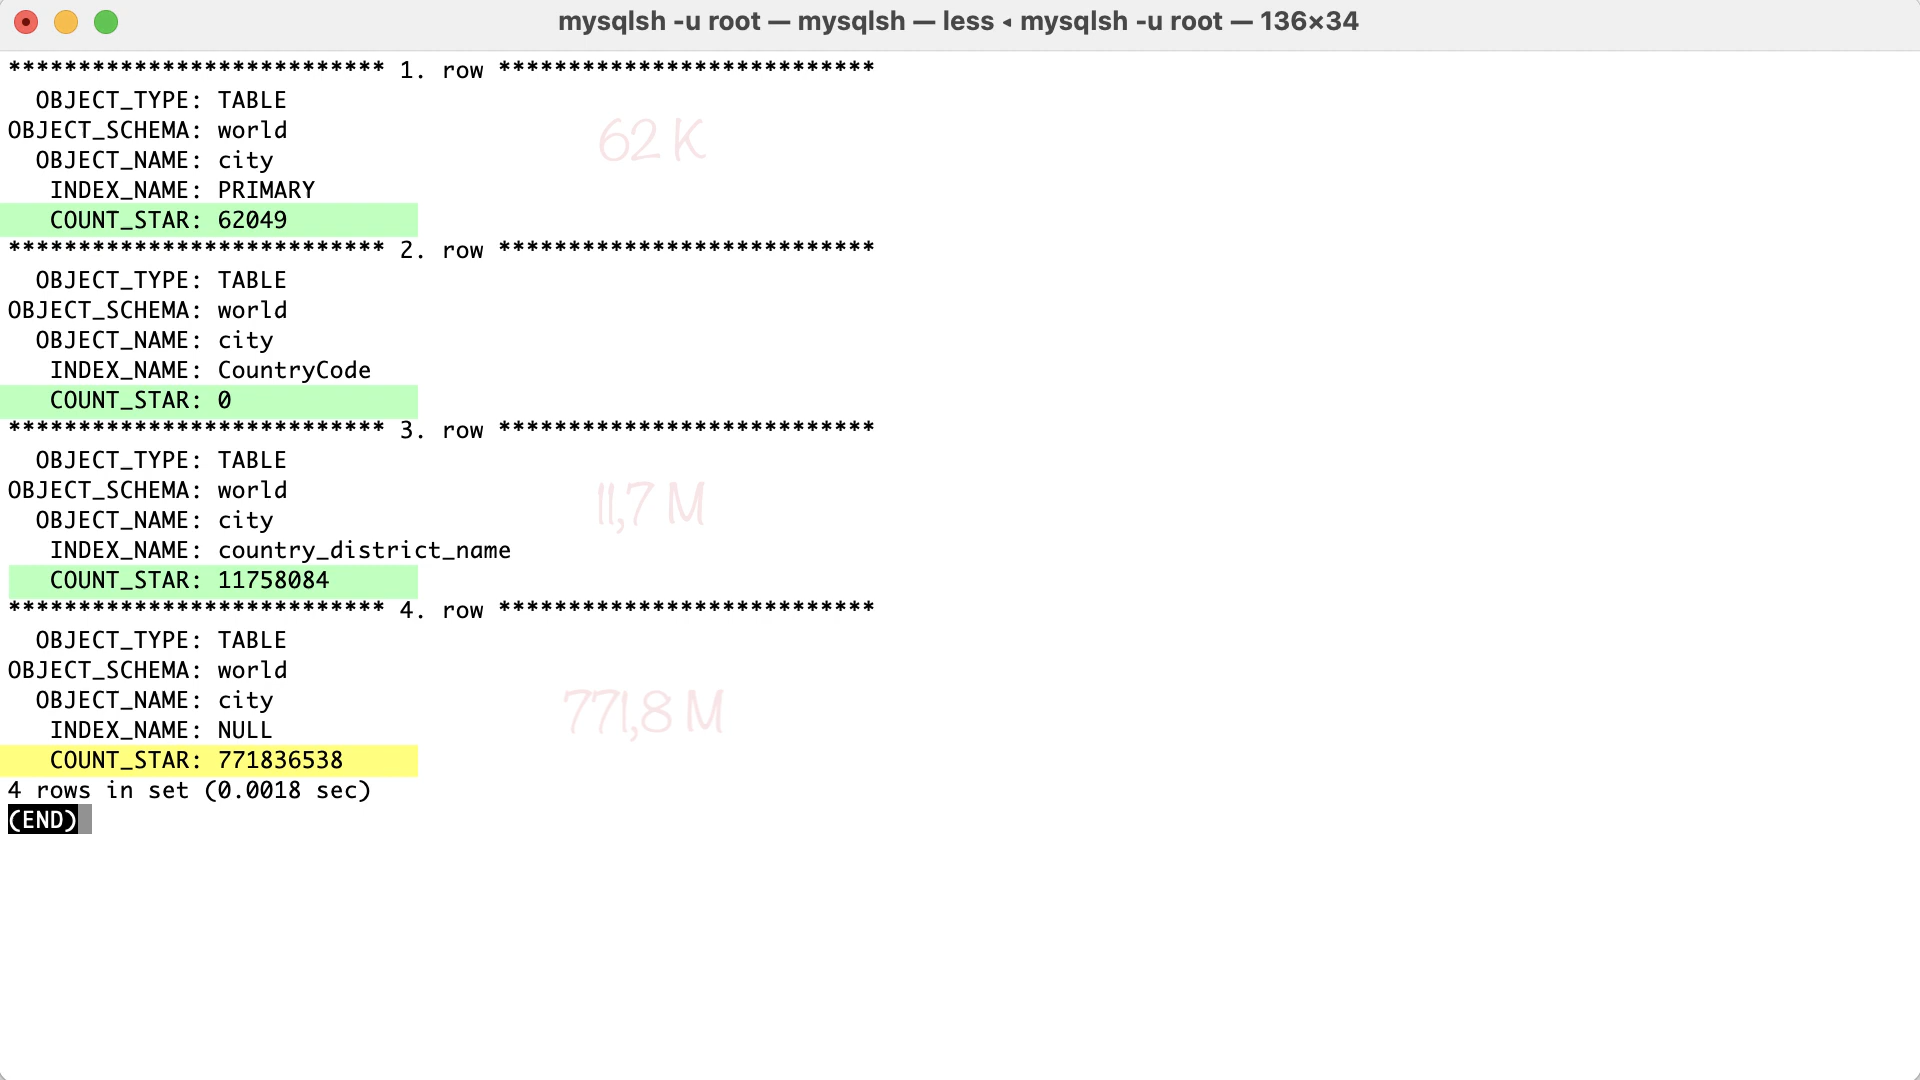 mysqlsh -u root — mysqlsh — less ◂ mysqlsh -u root — 136×34
*************************** 1. row ***************************
OBJECT_TYPE: TABLE
OBJECT_SCHEMA: world
62 K
OBJECT_NAME: city
INDEX_NAME: PRIMARY
COUNT_STAR: 62049
*************************** 2. row ***************************
OBJECT_TYPE: TABLE
OBJECT_SCHEMA: world
OBJECT_NAME: city
INDEX_NAME: CountryCode
COUNT_STAR: 0
*************************** 3. row ***************************
OBJECT_TYPE: TABLE
OBJECT_SCHEMA: world
11,7 M
OBJECT_NAME: city
INDEX_NAME: country_district_name
COUNT_STAR: 11758084
*************************** 4. row ***************************
OBJECT_TYPE: TABLE
OBJECT_SCHEMA: world
OBJECT_NAME: city
771,8 M
INDEX_NAME: NULL
COUNT_STAR: 771836538
4 rows in set (0.0018 sec)
(END)